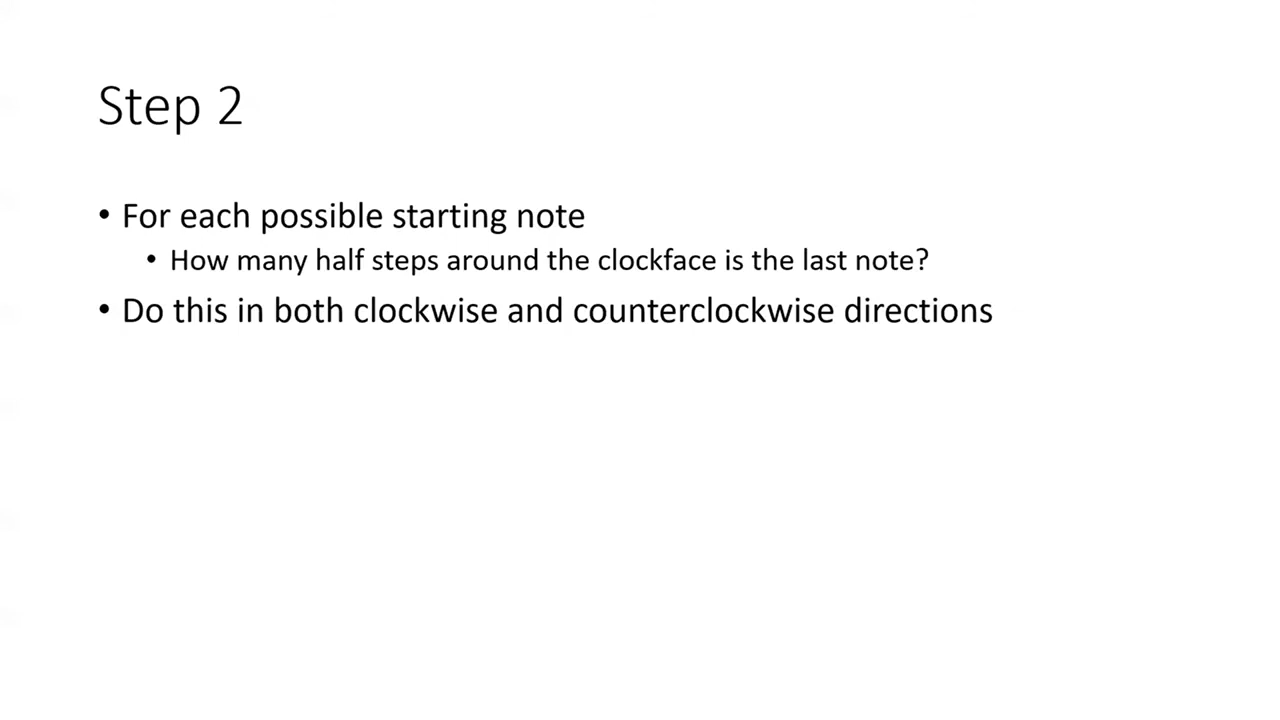 Step 2
• For each possible starting note
• How many half steps around the clockface is the last note?
• Do this in both clockwise and counterclockwise directions